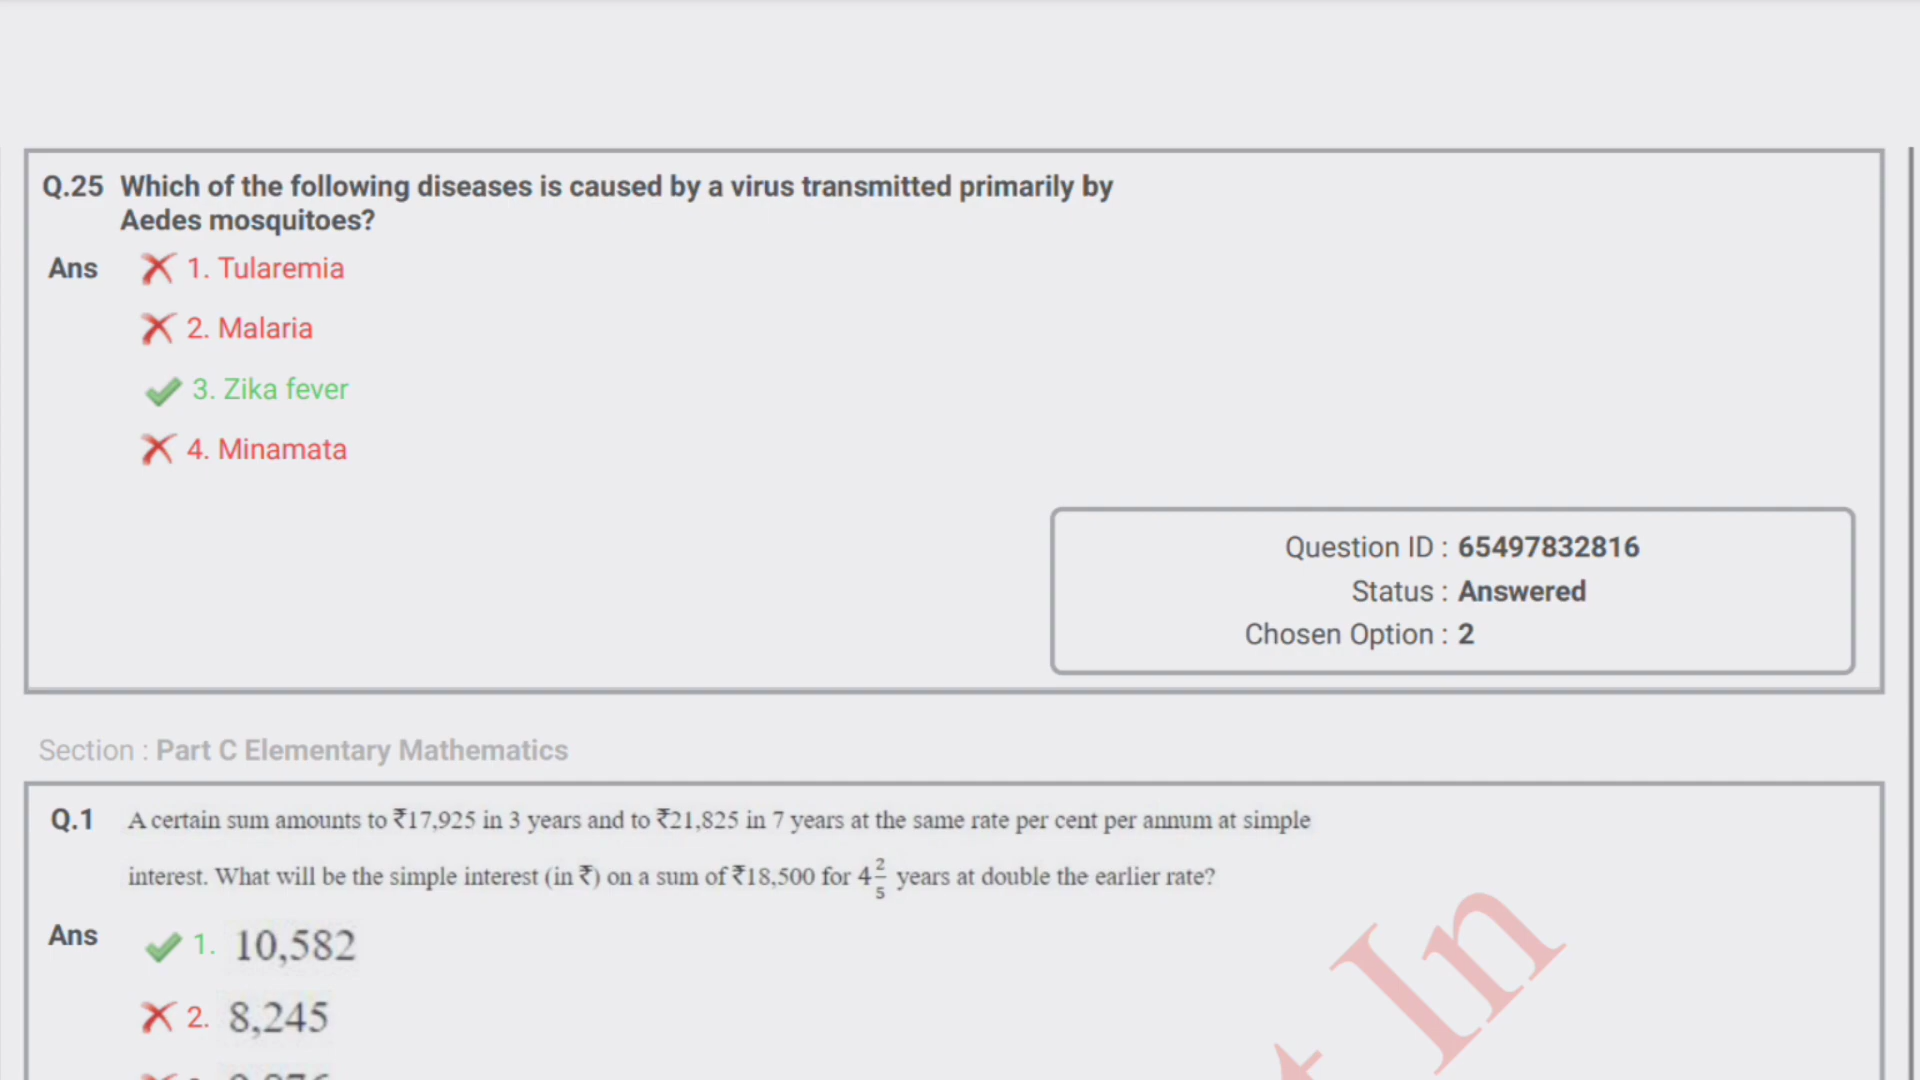 Q.25 Which of the following diseases is caused by a virus transmitted primarily by
Aedes mosquitoes?
Ans 1. Tularemia
2. Malaria
3. Zika fever
4. Minamata
Question ID : 65497832816
Status : Answered
Chosen Option : 2
Section : Part C Elementary Mathematics
Q.1 A certain sum amounts to ₹17,925 in 3 years and to ₹21,825 in 7 years at the same rate per cent per annum at simple
interest. What will be the simple interest (in ₹) on a sum of ₹18,500 for 4 2/5 years at double the earlier rate?
Ans 1. 10,582
2. 8,245
In